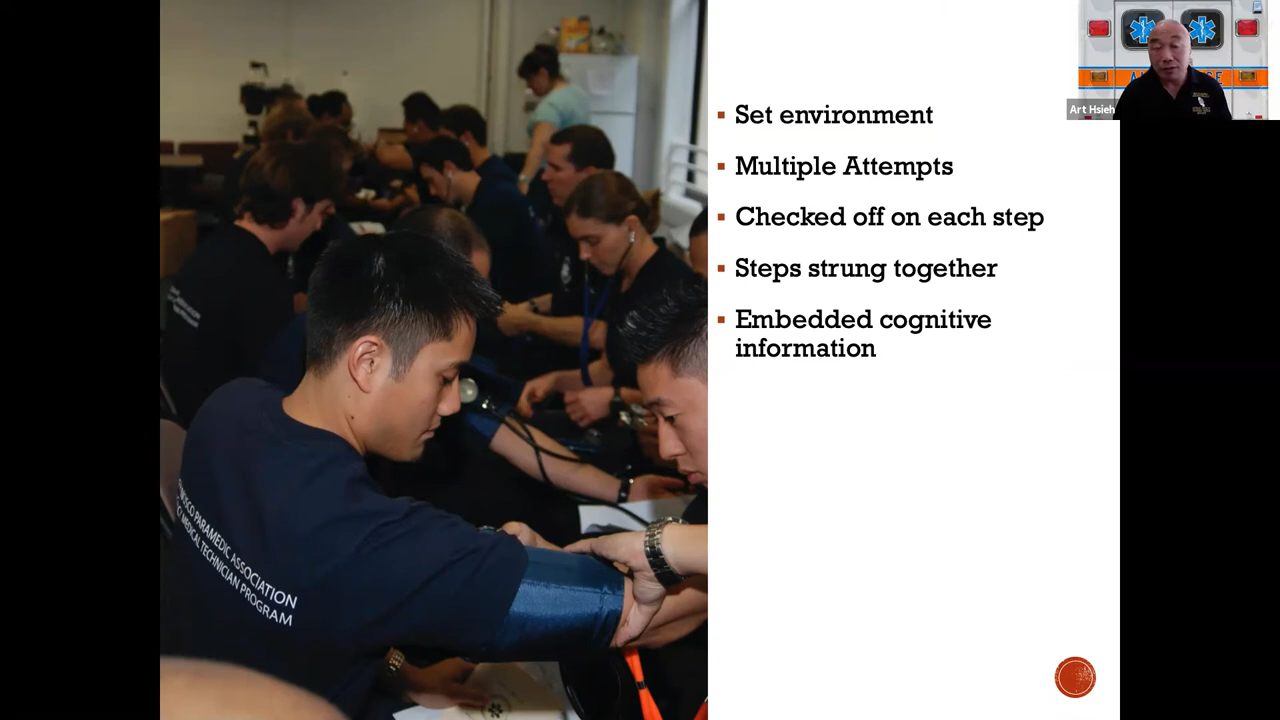 Set environment
Multiple Attempts
Checked off on each step
Steps strung together
Embedded cognitive
information
Art Hsieh
PARAMEDIC ASSOCIATION
MEDICAL TECHNICIAN PROGRAM